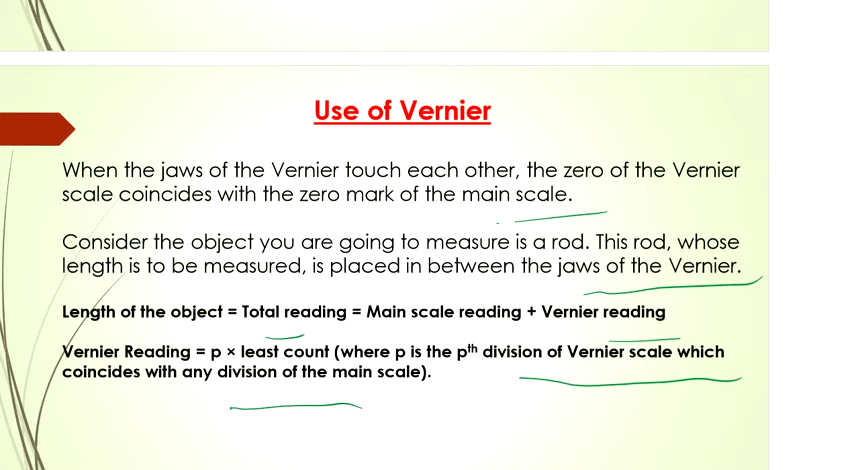 Use of Vernier
When the jaws of the Vernier touch each other, the zero of the Vernier
scale coincides with the zero mark of the main scale.
Consider the object you are going to measure is a rod. This rod, whose
length is to be measured, is placed in between the jaws of the Vernier.
Length of the object = Total reading = Main scale reading + Vernier reading
Vernier Reading = p × least count (where p is the pth division of Vernier scale which
coincides with any division of the main scale).